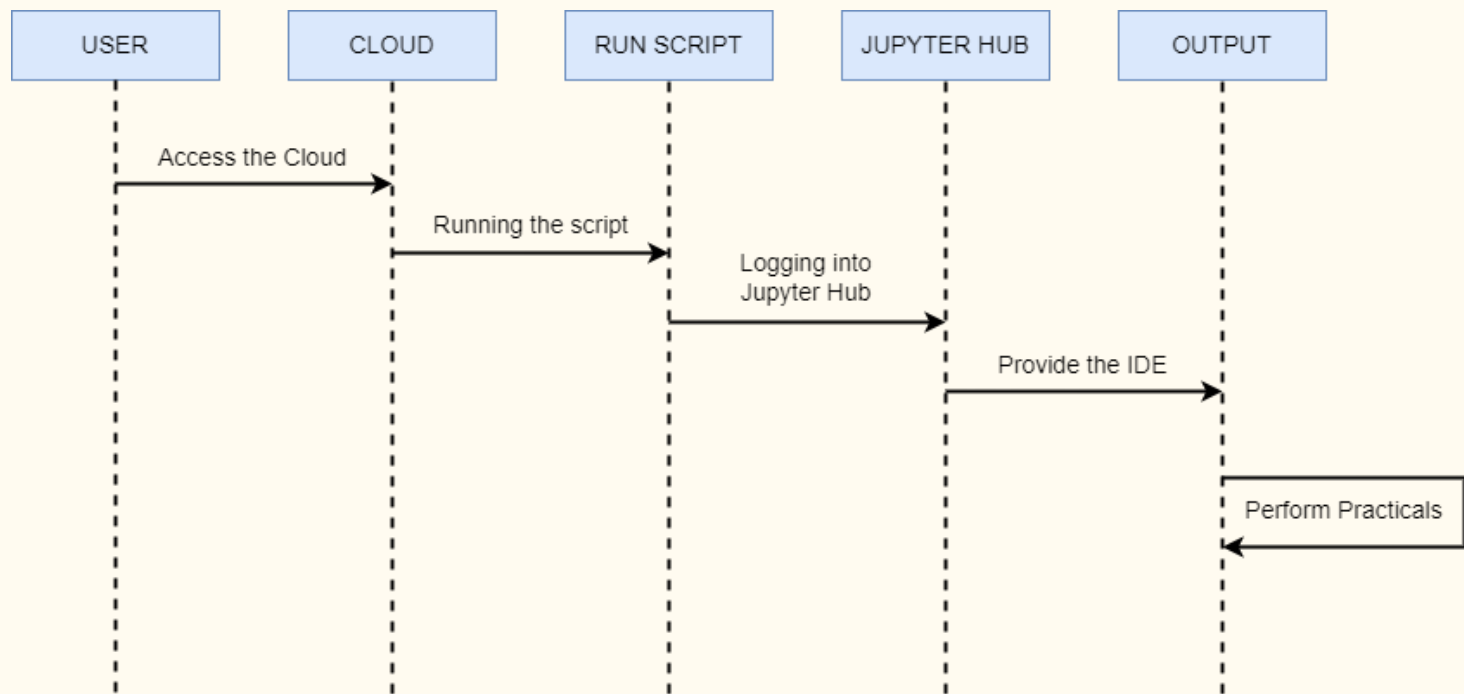 USER
CLOUD
RUN SCRIPT
JUPYTER HUB
OUTPUT
Access the Cloud
Running the script
Logging into
Jupyter Hub
Provide the IDE
Perform Practicals